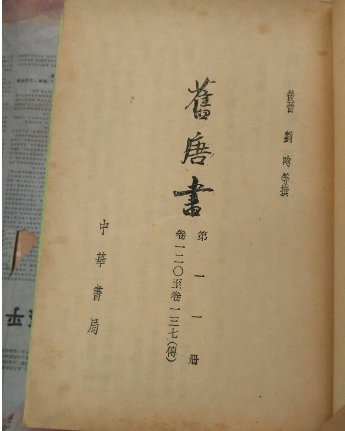 後晉 劉昫等撰
舊唐書
第一一册
卷一二〇至卷一三七(傳)
中華書局